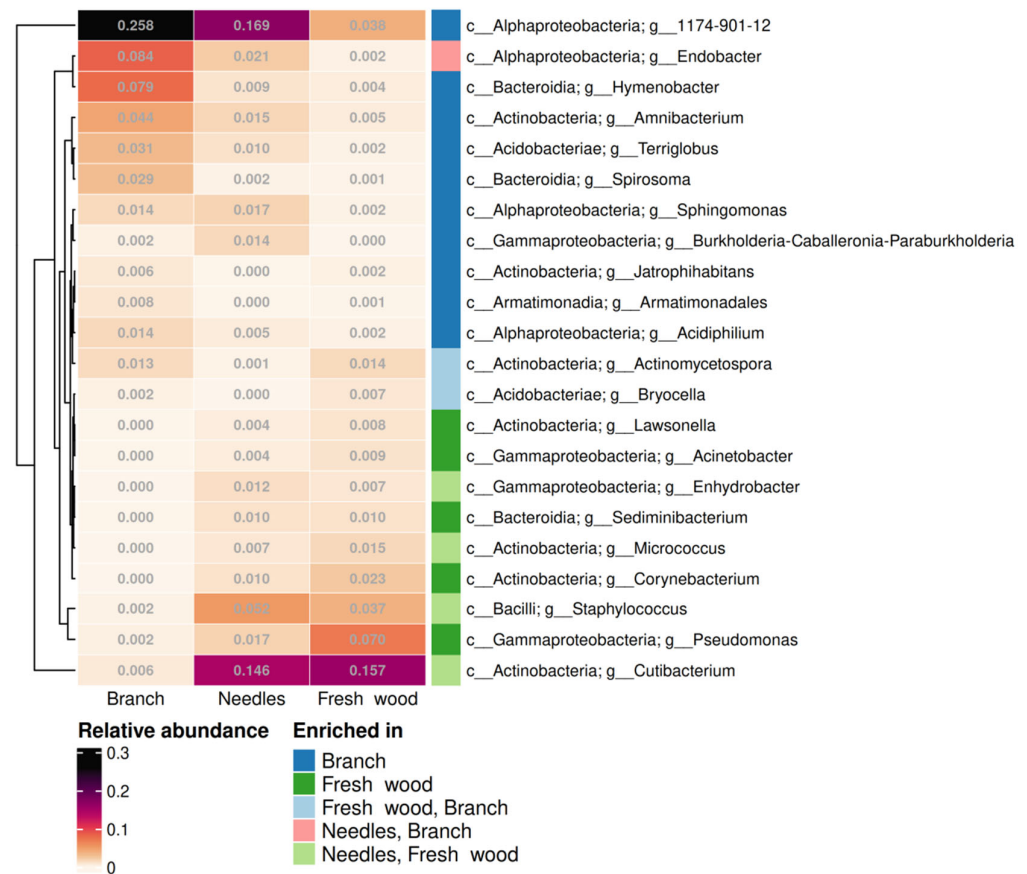 0.258 0.169 0.038 c__Alphaproteobacteria; g__1174-901-12
0.084 0.021 0.002 c__Alphaproteobacteria; g__Endobacter
0.079 0.009 0.004 c__Bacteroidia; g__Hymenobacter
0.044 0.015 0.005 c__Actinobacteria; g__Amnibacterium
0.031 0.010 0.002 c__Acidobacteriae; g__Terriglobus
0.029 0.002 0.001 c__Bacteroidia; g__Spirosoma
0.014 0.017 0.002 c__Alphaproteobacteria; g__Sphingomonas
0.002 0.014 0.000 c__Gammaproteobacteria; g__Burkholderia-Caballeronia-Paraburkholderia
0.006 0.000 0.002 c__Actinobacteria; g__Jatrophihabitans
0.008 0.000 0.001 c__Armatimonadia; g__Armatimonadales
0.014 0.005 0.002 c__Alphaproteobacteria; g__Acidiphilium
0.013 0.001 0.014 c__Actinobacteria; g__Actinomycetospora
0.002 0.000 0.007 c__Acidobacteriae; g__Bryocella
0.000 0.004 0.008 c__Actinobacteria; g__Lawsonella
0.000 0.004 0.009 c__Gammaproteobacteria; g__Acinetobacter
0.000 0.012 0.007 c__Gammaproteobacteria; g__Enhydrobacter
0.000 0.010 0.010 c__Bacteroidia; g__Sediminibacterium
0.000 0.007 0.015 c__Actinobacteria; g__Micrococcus
0.000 0.010 0.023 c__Actinobacteria; g__Corynebacterium
0.002 0.037 c__Bacilli; g__Staphylococcus
0.002 0.017 0.070 c__Gammaproteobacteria; g__Pseudomonas
0.006 0.146 0.157 c__Actinobacteria; g__Cutibacterium
Branch Needles Fresh wood
Relative abundance
0.3
0.2
0.1
0
Enriched in
Branch
Fresh wood
Fresh wood, Branch
Needles, Branch
Needles, Fresh wood